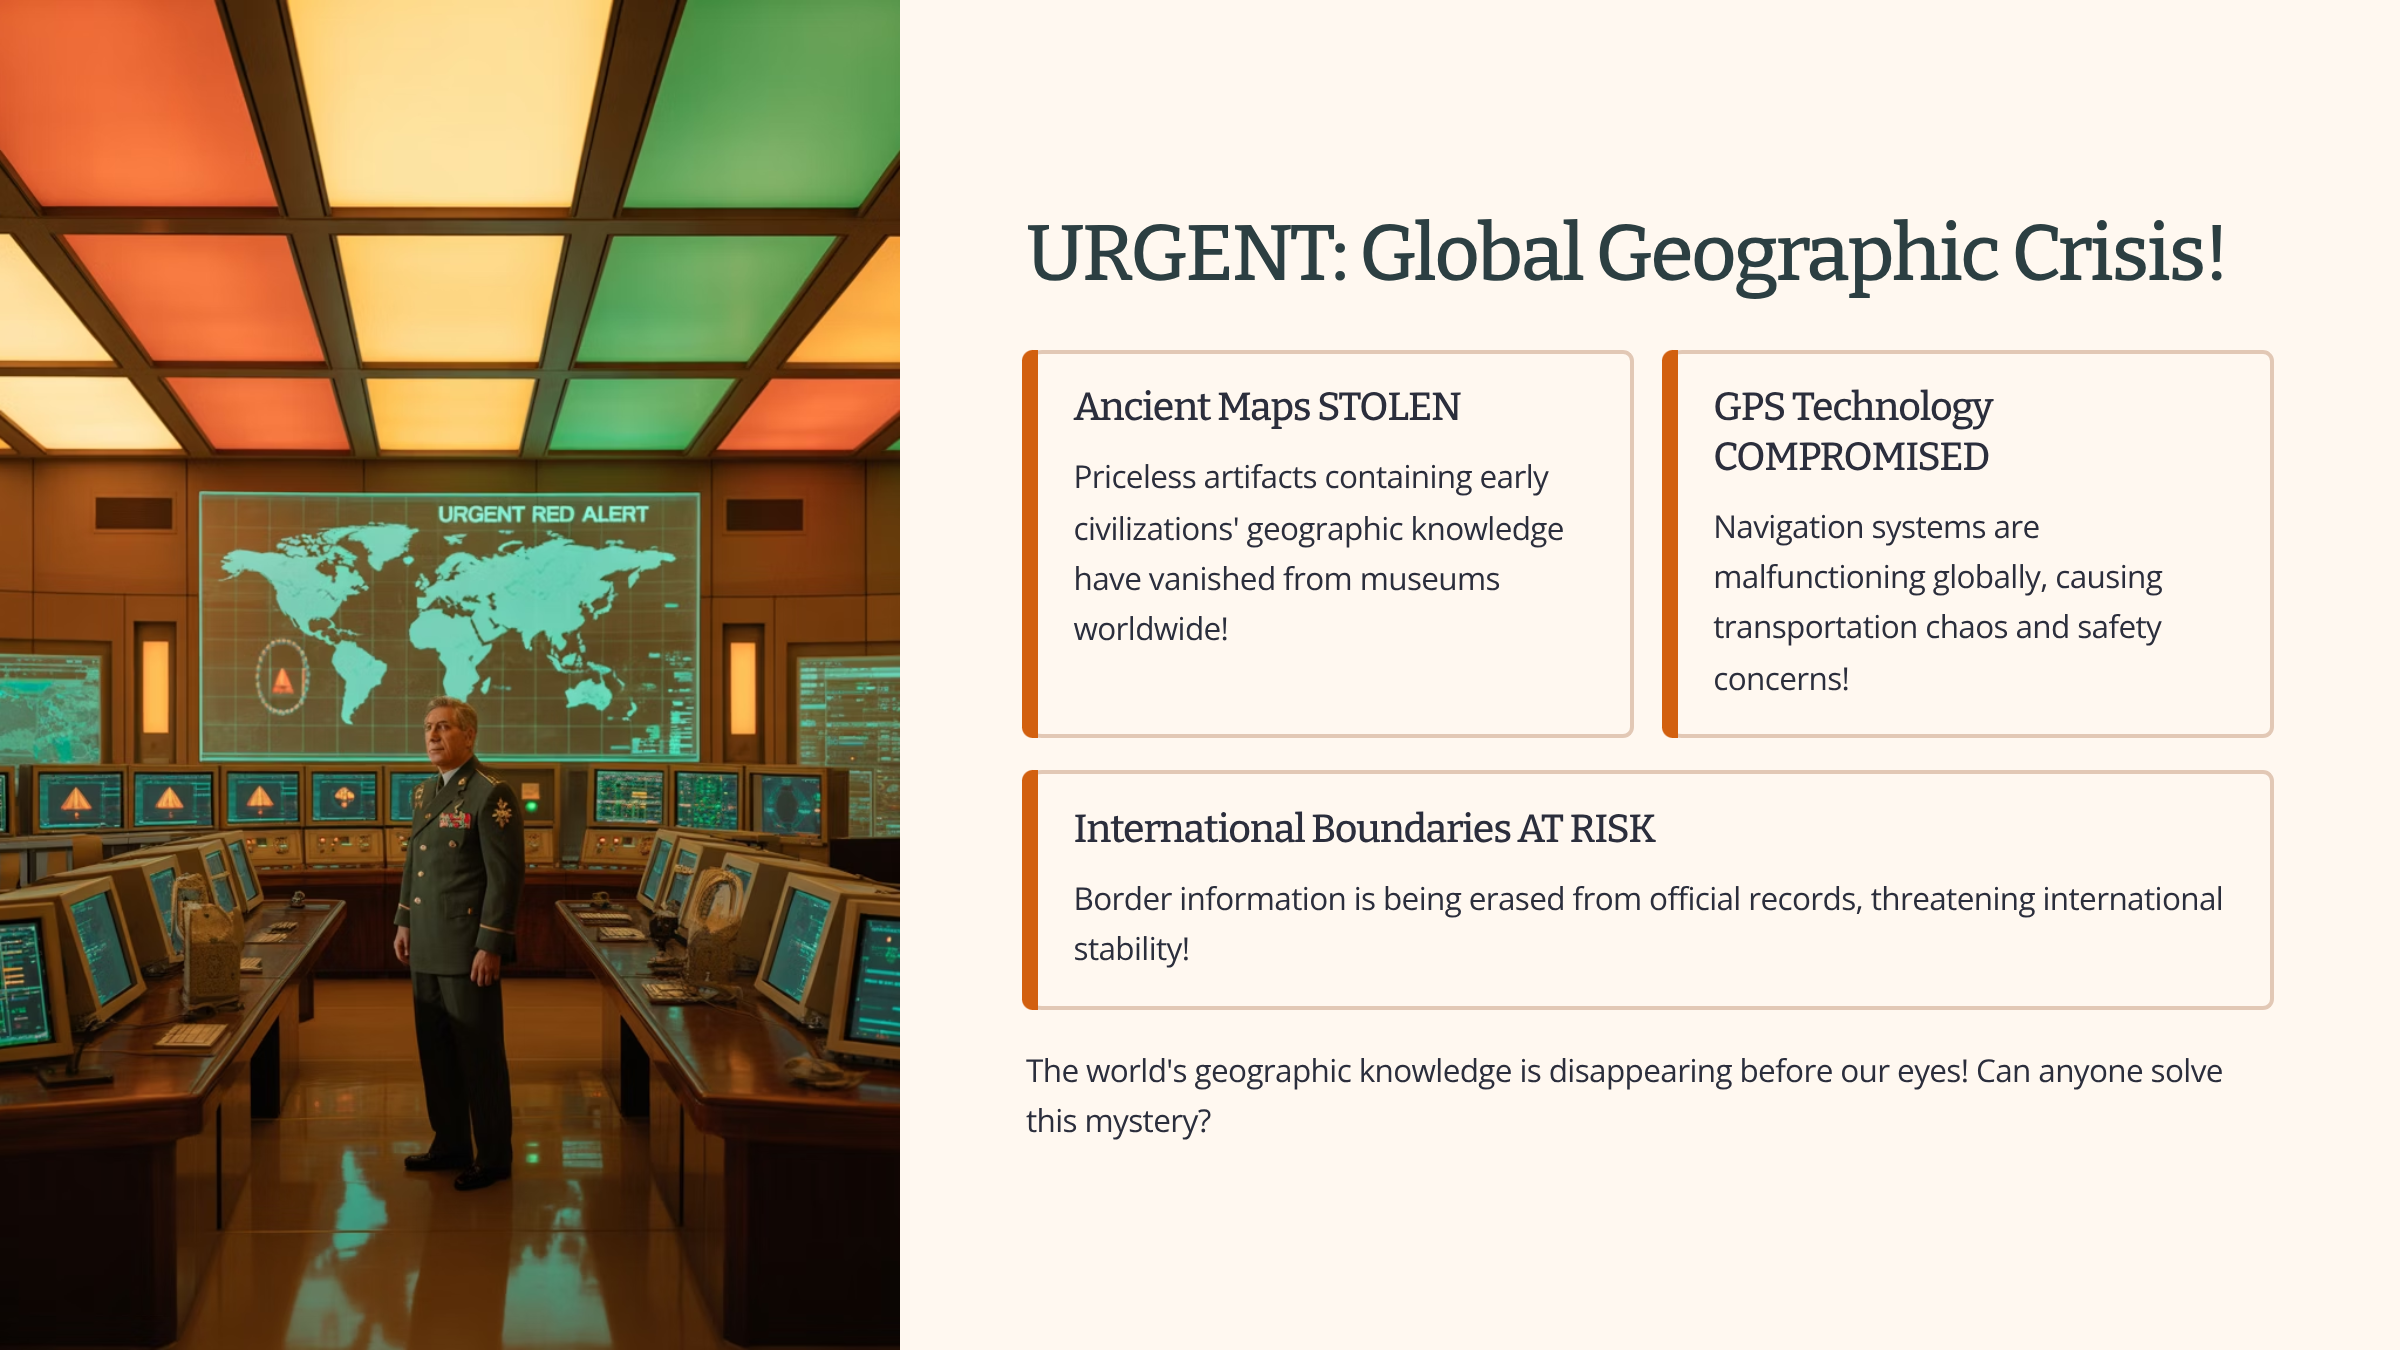 URGENT RED ALERT
URGENT: Global Geographic Crisis!
Ancient Maps STOLEN
Priceless artifacts containing early
civilizations' geographic knowledge
have vanished from museums
worldwide!
GPS Technology
COMPROMISED
Navigation systems are
malfunctioning globally, causing
transportation chaos and safety
concerns!
International Boundaries AT RISK
Border information is being erased from official records, threatening international
stability!
The world's geographic knowledge is disappearing before our eyes! Can anyone solve
this mystery?